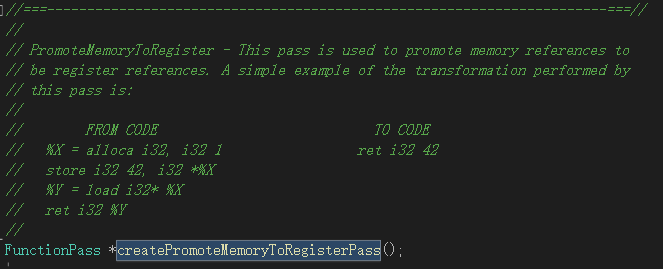 //===----------------------------------------------------------------------===//
//
// PromoteMemoryToRegister - This pass is used to promote memory references to
// be register references. A simple example of the transformation performed by
// this pass is:
//
//        FROM CODE                           TO CODE
//   %X = alloca i32, i32 1                 ret i32 42
//   store i32 42, i32 *%X
//   %Y = load i32* %X
//   ret i32 %Y
//
FunctionPass *createPromoteMemoryToRegisterPass();